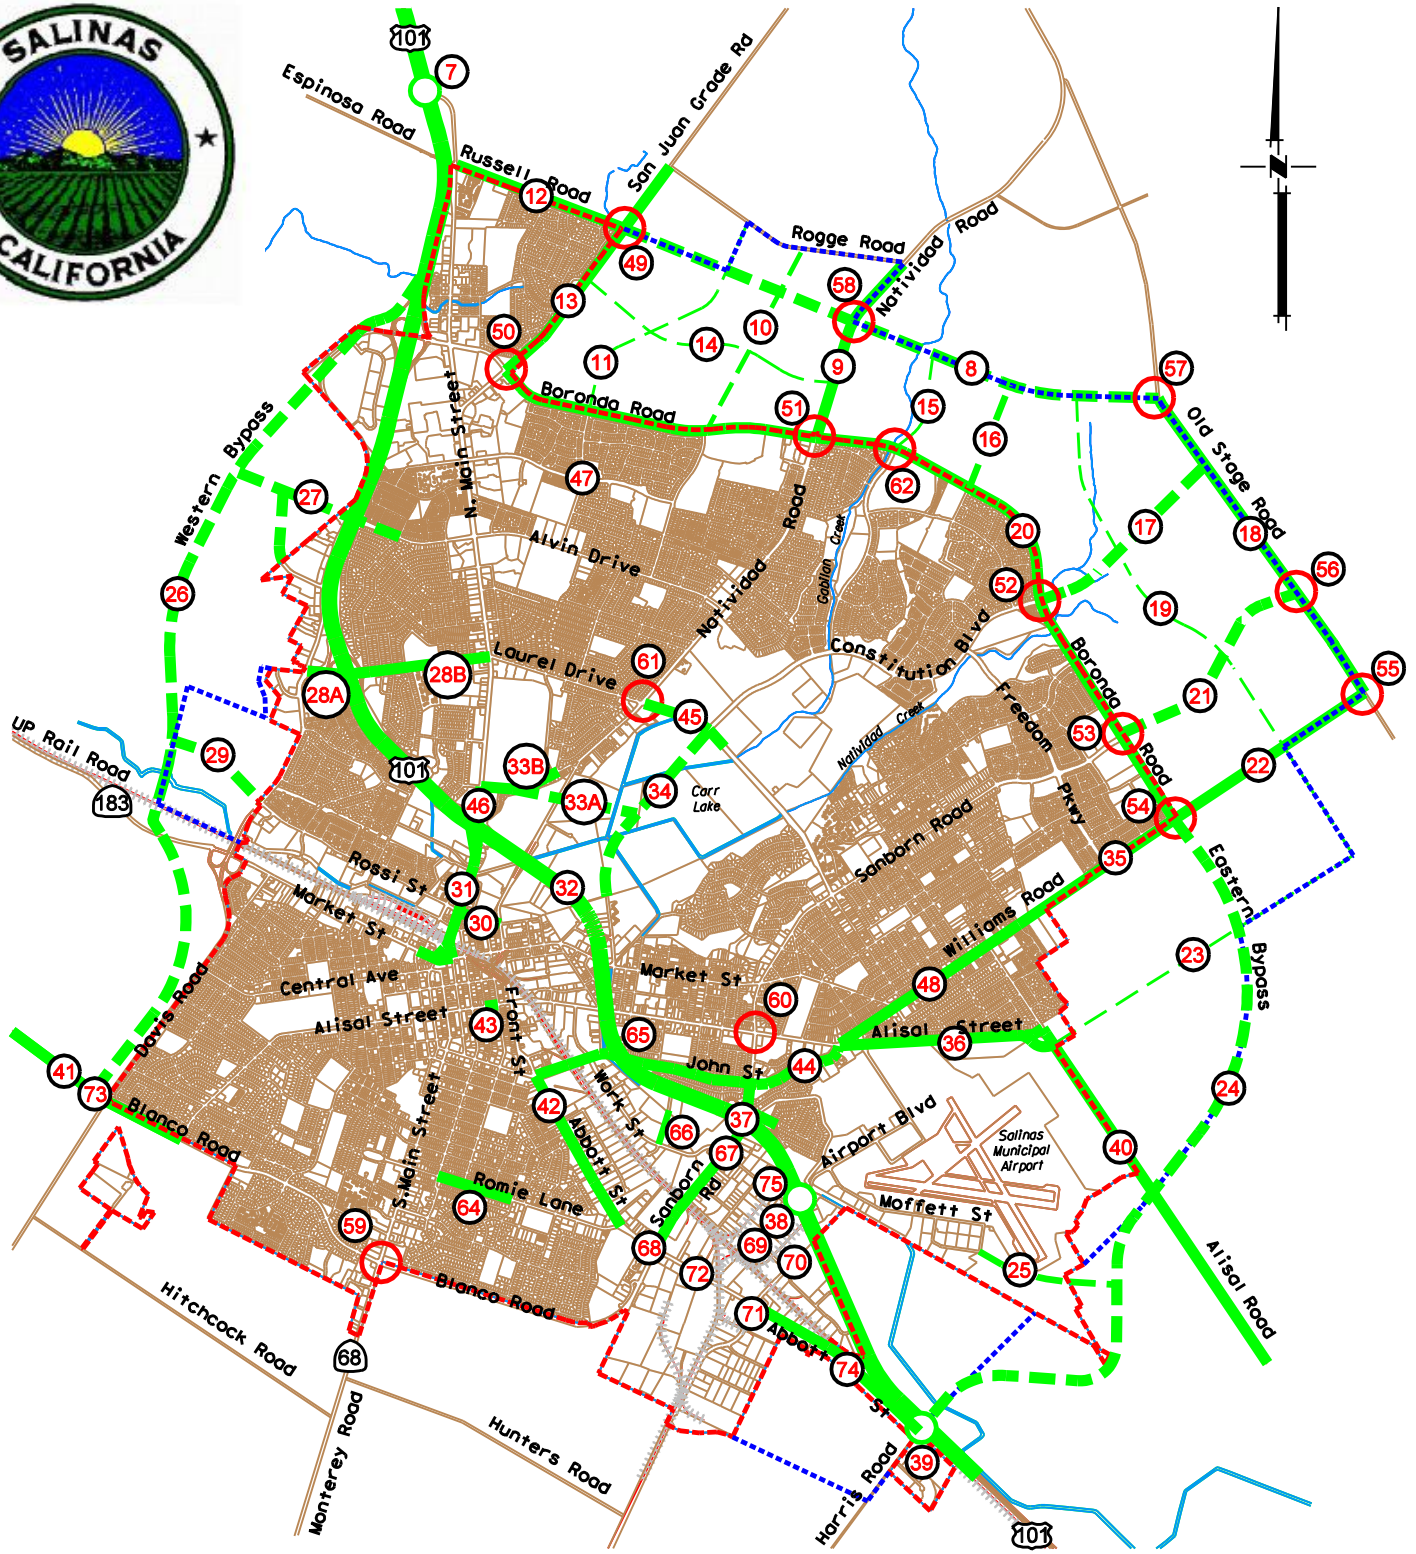 SALINAS
CALIFORNIA
101
7
Espinosa Road
San Juan Grade Rd
Russell Road
12
49
13
50
Rogge Road
Natividad Road
58
N
10
14
11
9
8
57
Boronda Road
51
15
16
62
Old Stage Road
N. Main Street
Western Bypass
27
47
Alvin Drive
Road
Natividad
Gabilan Creek
20
17
18
56
52
26
19
Constitution Blvd
Laurel Drive
61
28A
28B
45
Boronda Road
Freedom Pkwy
Natividad Creek
53
21
55
22
UP Rail Road
183
29
101
33B
33A
34
Carr Lake
46
54
35
Sanborn Road
Rossi St
Market St
31
30
32
Williams Road
Eastern Bypass
23
Central Ave
Alisal Street
43
Front St
Market St
60
48
Alisal Street
36
65
John St
44
24
Davis Road
41
73
Blanco Road
S.Main Street
42
Work St
Abbott St
66
37
67
Sanborn Rd
Airport Blvd
Salinas
Municipal
Airport
40
Moffett St
75
38
69
70
68
72
64
Romie Lane
59
Blanco Road
71
Abbott St
74
25
Alisal Road
Hitchcock Road
68
Monterey Road
Hunters Road
Harris Road
39
101